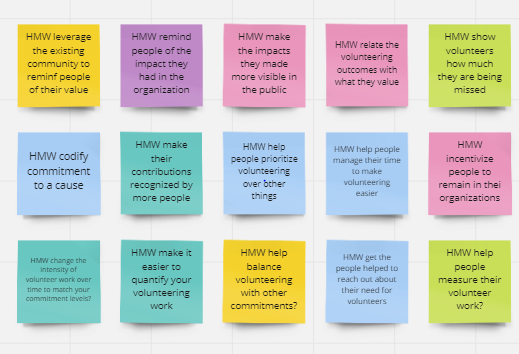 HMW leverage
the existing
community to
reminf people
of their value
HMW remind
people of the
impact they
had in the
organization
HMW make
the impacts
they made
more visible in
the public
HMW relate the
volunteering
outcomes with
what they value
HMW show
volunteers
how much
they are being
missed
HMW codify
commitment
to a cause
HMW make
their
contributions
recognized by
more people
HMW help
people prioritize
volunteering
over other
things
HMW help people
manage their time
to make
volunteering
easier
HMW
incentivize
people to
remain in thei
organizations
HMW change the
intensity of
volunteer work over
time to match your
commitment levels?
HMW make it
easier to
quantify your
volunteering
work
HMW help
balance
volunteering
with other
commitments?
HMW get the
people helped to
reach out about
their need for
volunteers
HMW help
people
measure their
volunteer
work?